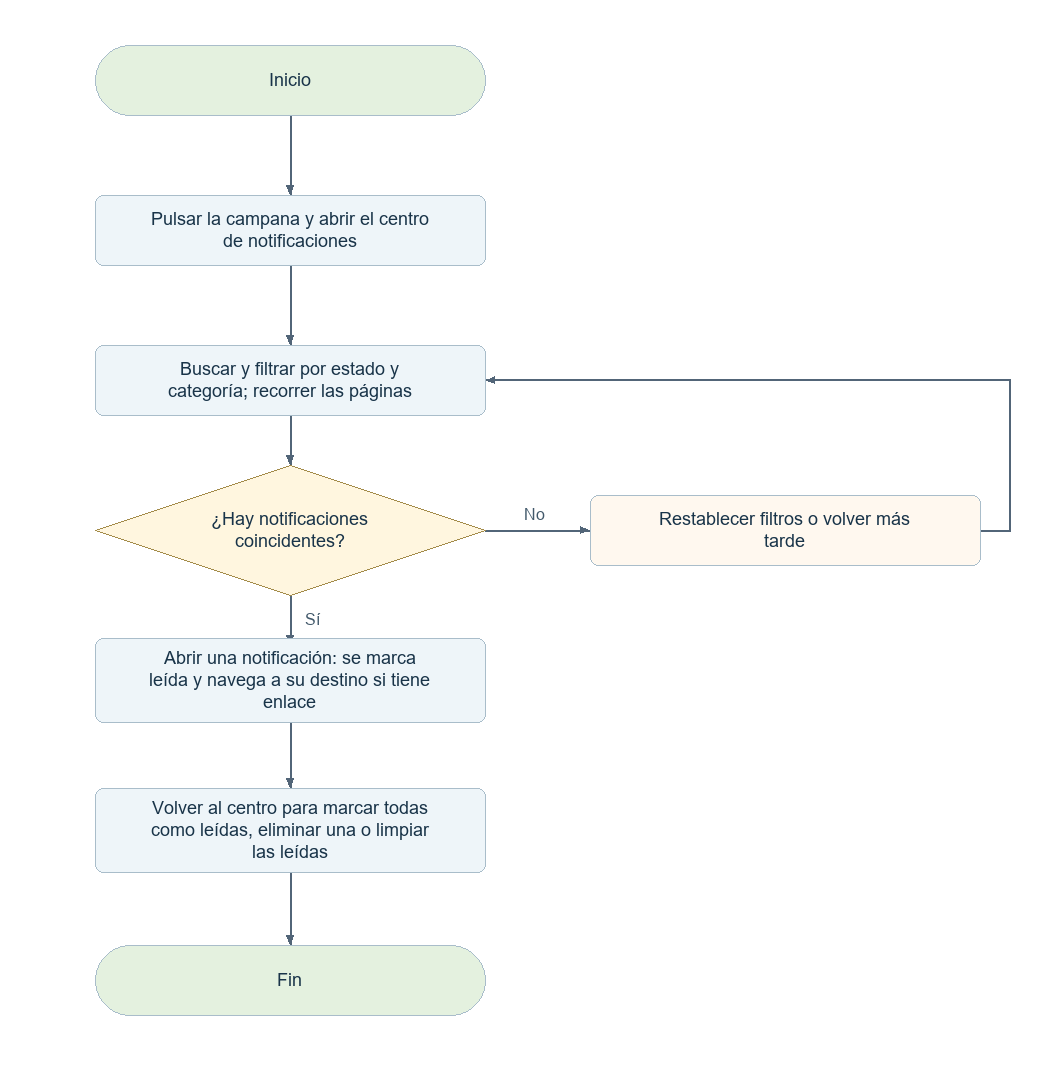 Inicio
Pulsar la campana y abrir el centro
de notificaciones
Buscar y filtrar por estado y
categoría; recorrer las páginas
¿Hay notificaciones
coincidentes?
No
Restablecer filtros o volver más
tarde
Sí
Abrir una notificación: se marca
leída y navega a su destino si tiene
enlace
Volver al centro para marcar todas
como leídas, eliminar una o limpiar
las leídas
Fin